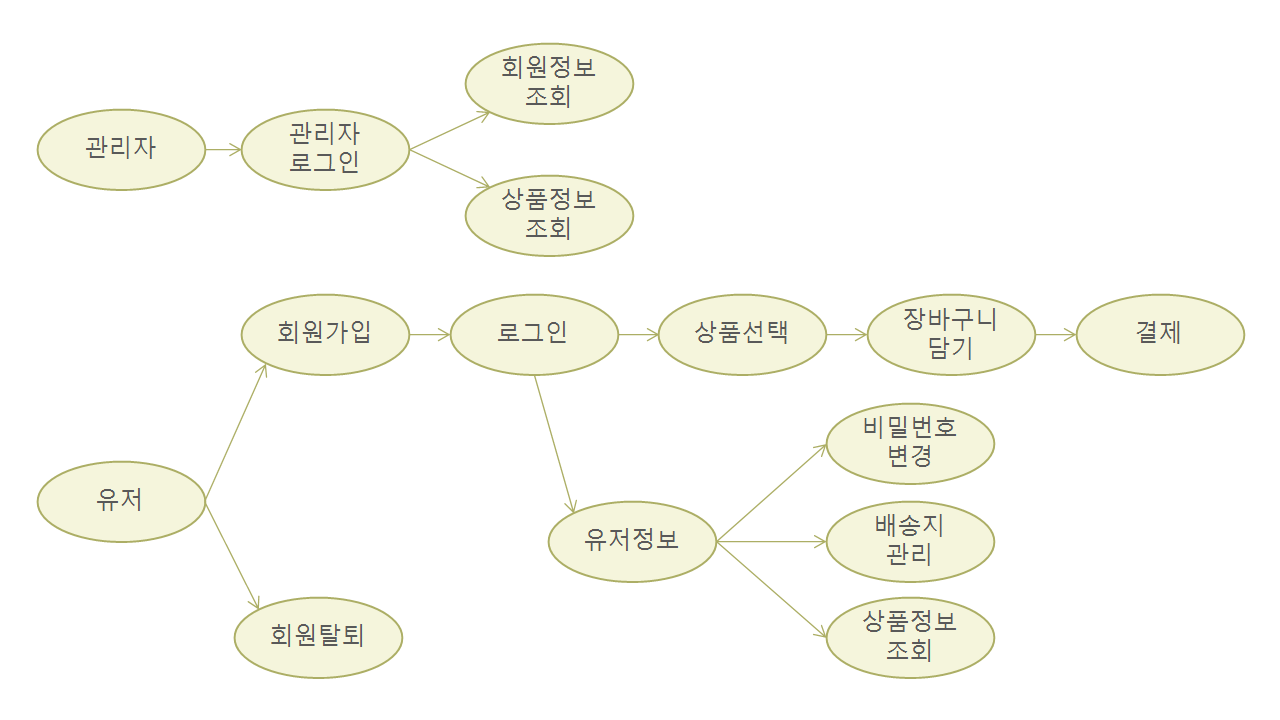 회원정보
조회
관리자
관리자
로그인
상품정보
조회
회원가입
로그인
상품선택
장바구니
담기
결제
비밀번호
변경
유저
유저정보
배송지
관리
회원탈퇴
상품정보
조회